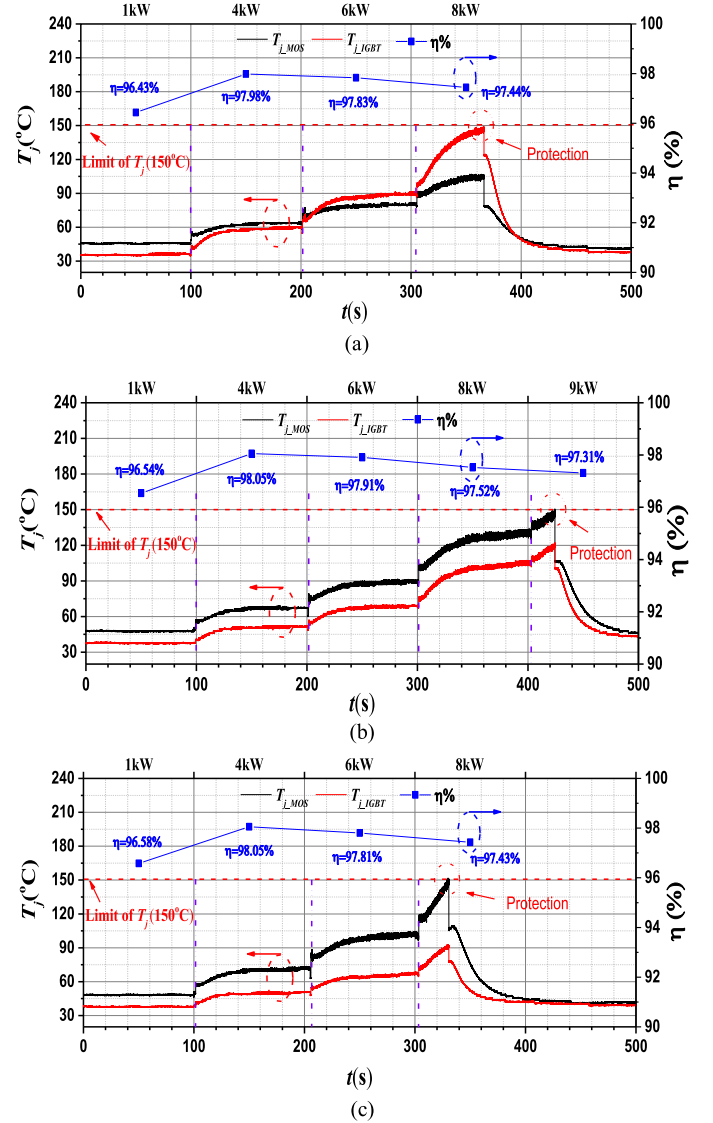 1kW 4kW 6kW 8kW
240 100
T_j_MOS T_j_IGBT η%
210
η=96.43% η=97.98% η=97.83% η=97.44%
180 98
150 96
Limit of T_j (150°C) Protection
120
90 94
60 92
30 90
T_j(°C)
η (%)
0 100 200 300 400 500
t(s)
(a)
1kW 4kW 6kW 8kW 9kW
240 100
T_j_MOS T_j_IGBT η%
210
η=96.54% η=98.05% η=97.91% η=97.52% η=97.31%
180 98
150 96
Limit of T_j (150°C) Protection
120
90 94
60 92
30 90
T_j(°C)
η (%)
0 100 200 300 400 500
t(s)
(b)
1kW 4kW 6kW 8kW
240 100
T_j_MOS T_j_IGBT η%
210
η=96.58% η=98.05% η=97.81% η=97.43%
180 98
150 96
Limit of T_j (150°C) Protection
120
90 94
60 92
30 90
T_j(°C)
η (%)
0 100 200 300 400 500
t(s)
(c)